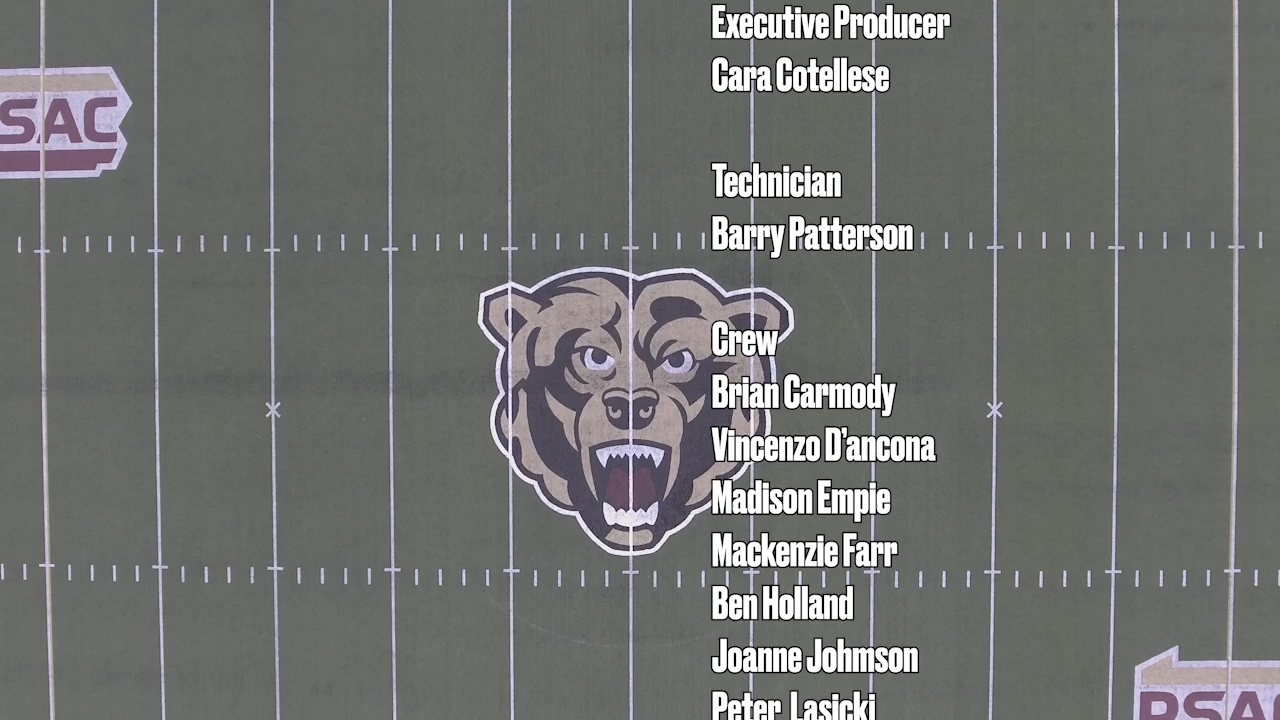 Executive Producer
Cara Cotellese
SAC
Technician
Barry Patterson
Crew
Brian Carmody
Vincenzo D'ancona
Madison Empie
Mackenzie Farr
Ben Holland
Joanne Johmson
Peter Lasicki
PSAC